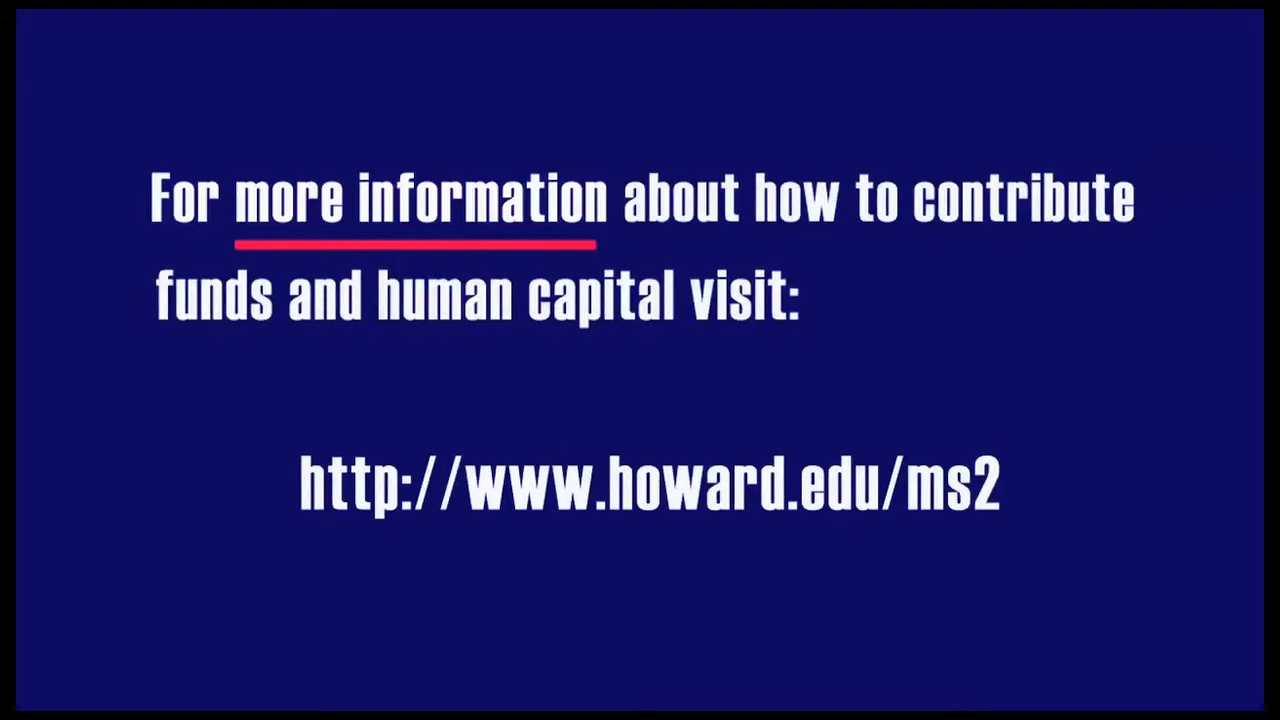 For more information about how to contribute
funds and human capital visit:
http://www.howard.edu/ms2